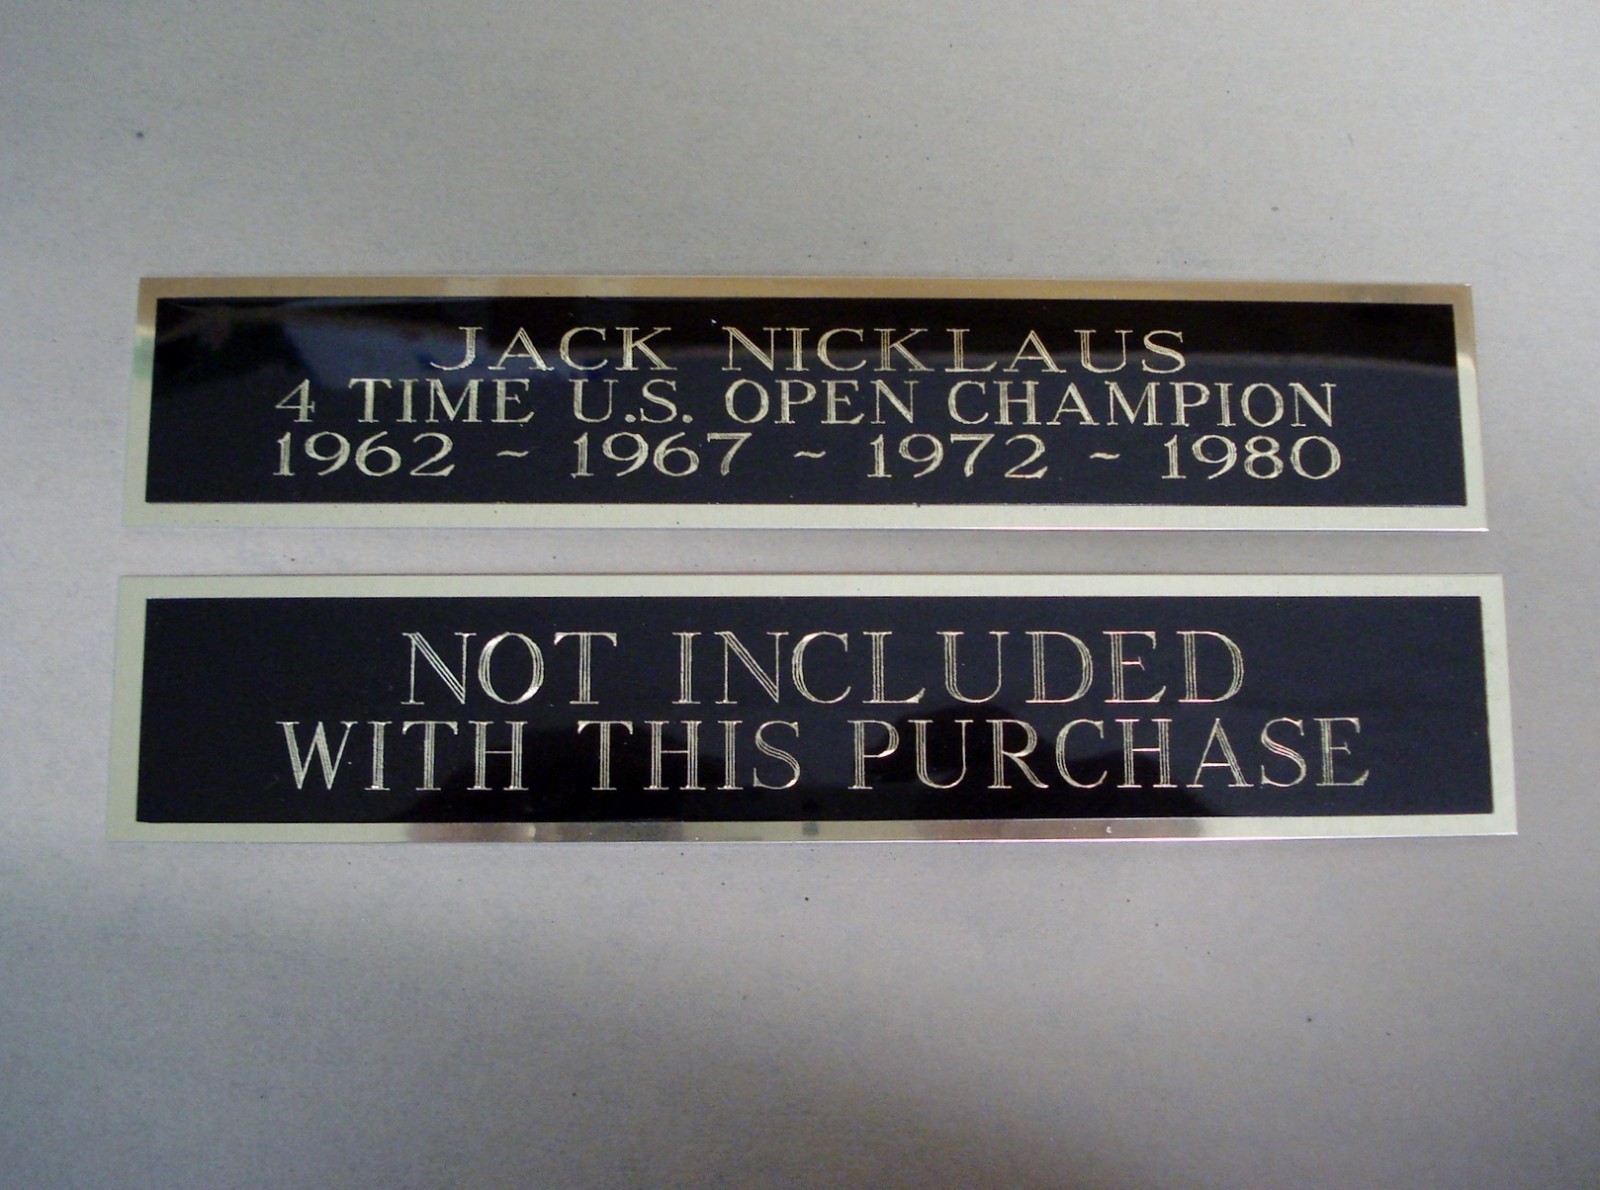 JACK NICKLAUS
4 TIME U.S. OPEN CHAMPION
1962 ~ 1967 ~ 1972 ~ 1980
NOT INCLUDED
WITH THIS PURCHASE